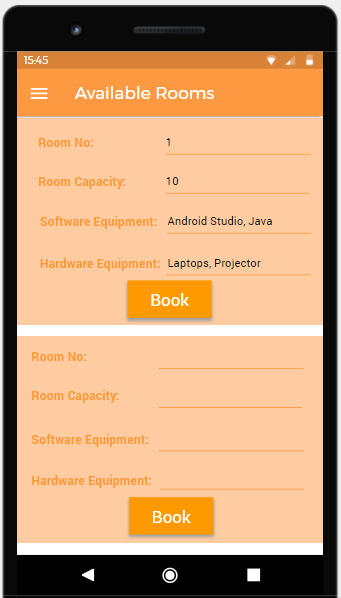 15:45
Available Rooms
Room No: 1
Room Capacity: 10
Software Equipment: Android Studio, Java
Hardware Equipment: Laptops, Projector
Book
Room No:
Room Capacity:
Software Equipment:
Hardware Equipment:
Book